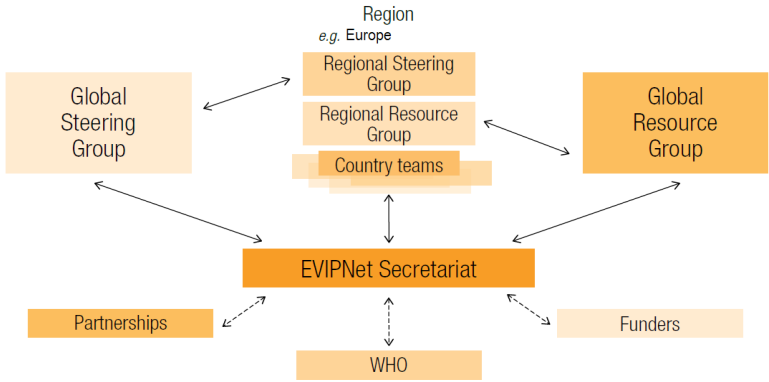 Region
e.g. Europe
Regional Steering
Group
Global
Steering
Group
Regional Resource
Group
Global
Resource
Group
Country teams
EVIPNet Secretariat
Partnerships
Funders
WHO